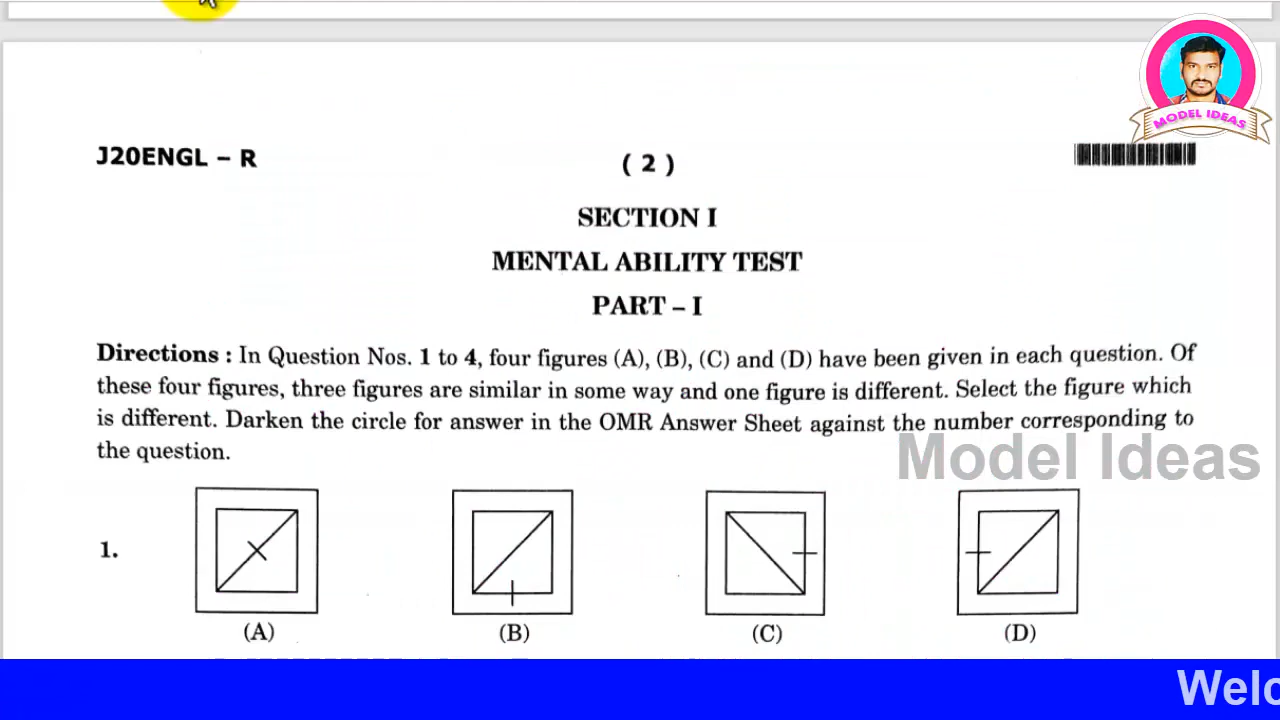 MODEL IDEAS
J20ENGL – R
( 2 )
SECTION I
MENTAL ABILITY TEST
PART – I
Directions : In Question Nos. 1 to 4, four figures (A), (B), (C) and (D) have been given in each question. Of
these four figures, three figures are similar in some way and one figure is different. Select the figure which
is different. Darken the circle for answer in the OMR Answer Sheet against the number corresponding to
the question.
Model Ideas
1.
(A) (B) (C) (D)
Welc